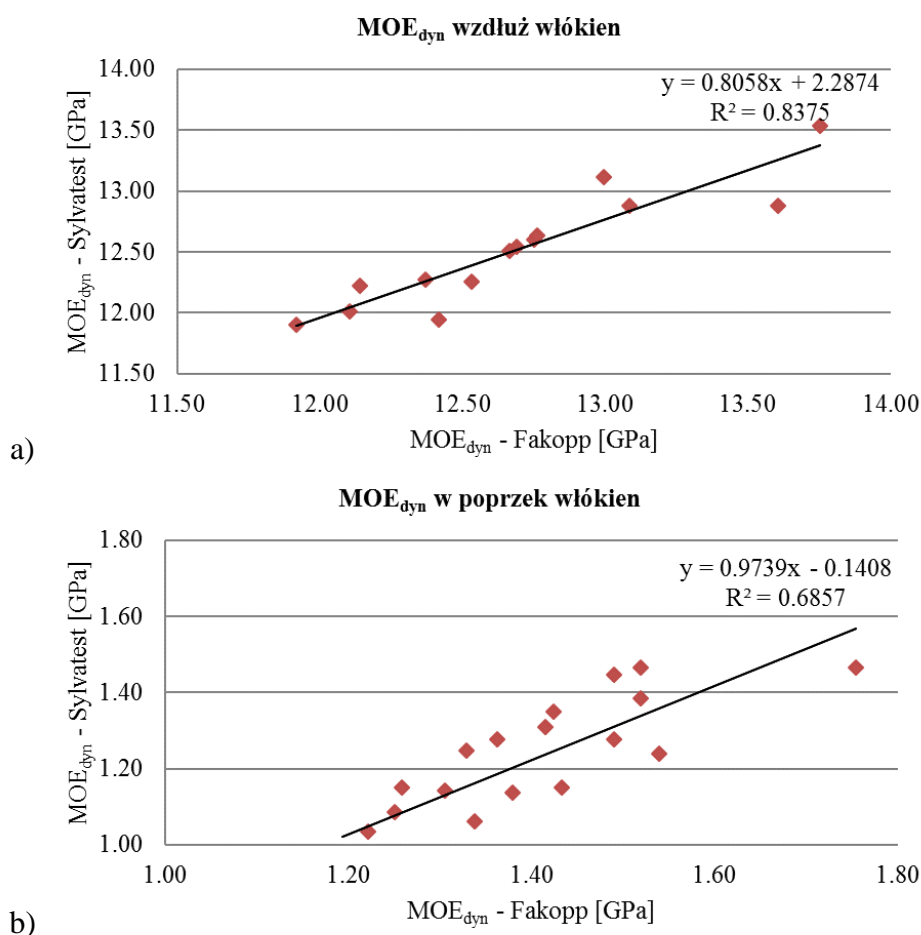 MOEdyn wzdłuż włókien
14.00
y = 0.8058x + 2.2874
R² = 0.8375
13.50
13.00
12.50
12.00
11.50
MOEdyn - Sylvatest [GPa]
11.50 12.00 12.50 13.00 13.50 14.00
MOEdyn - Fakopp [GPa]
a)
MOEdyn w poprzek włókien
1.80
y = 0.9739x - 0.1408
R² = 0.6857
1.60
1.40
1.20
1.00
MOEdyn - Sylvatest [GPa]
1.00 1.20 1.40 1.60 1.80
MOEdyn - Fakopp [GPa]
b)